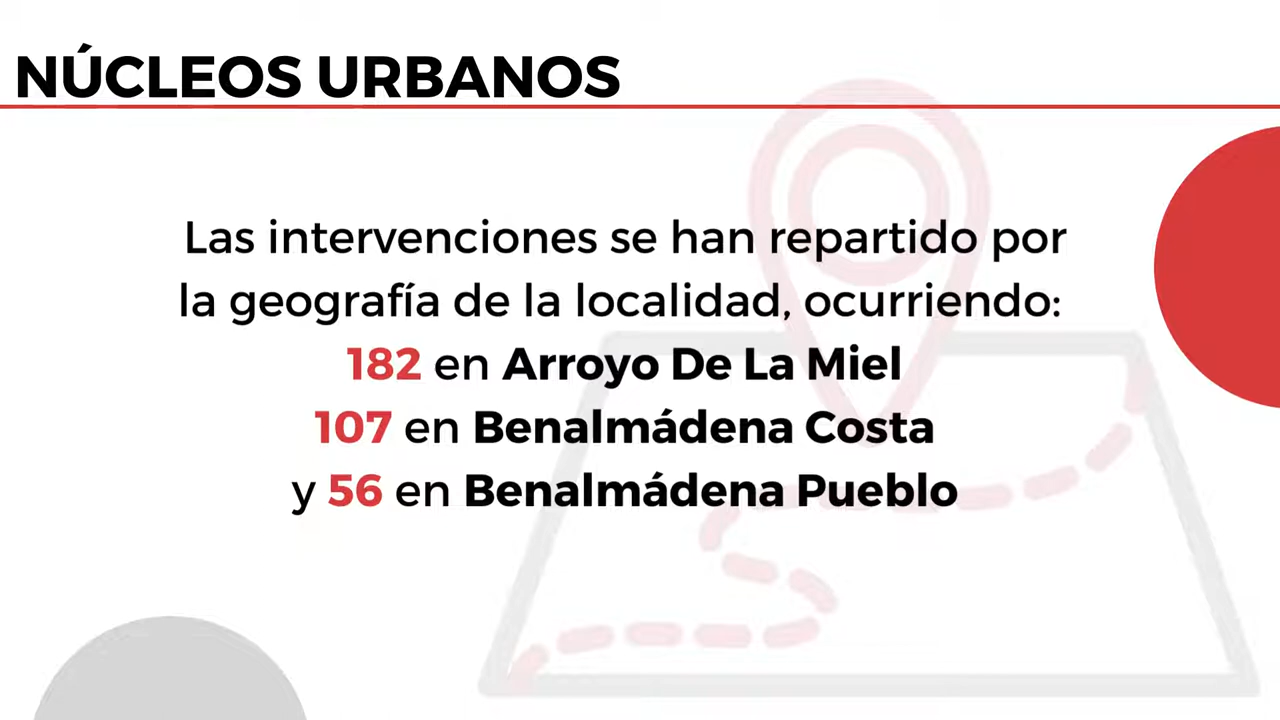 NÚCLEOS URBANOS
Las intervenciones se han repartido por
la geografía de la localidad, ocurriendo:
182 en Arroyo De La Miel
107 en Benalmádena Costa
y 56 en Benalmádena Pueblo